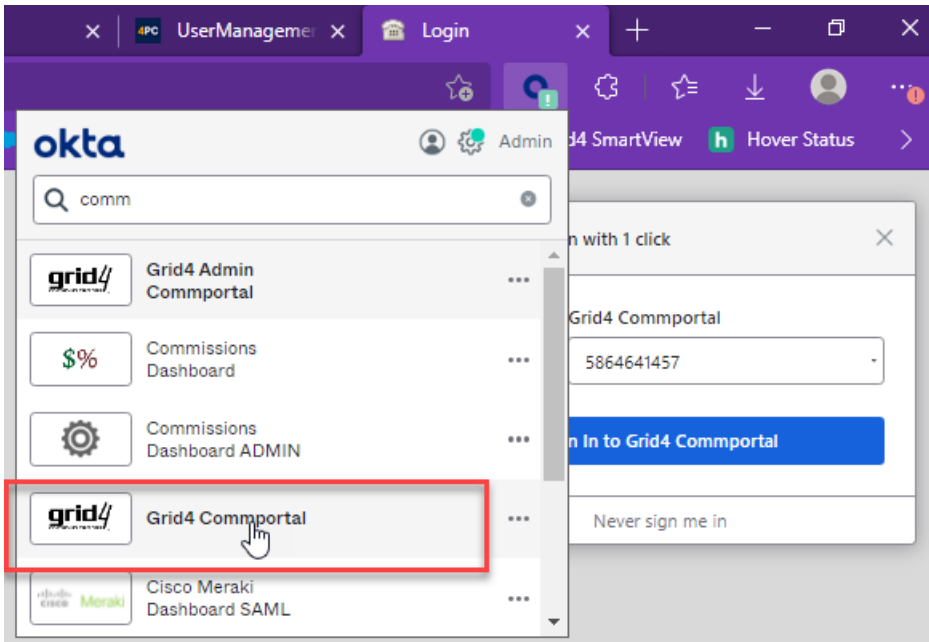 4PC UserManagemer Login
okta Admin
d4 SmartView h Hover Status
comm
n with 1 click
grid4 Grid4 Admin
Commportal
Grid4 Commportal
$% Commissions
Dashboard
5864641457
Commissions
Dashboard ADMIN
n In to Grid4 Commportal
grid4 Grid4 Commportal
Never sign me in
cisco Meraki Cisco Meraki
Dashboard SAML